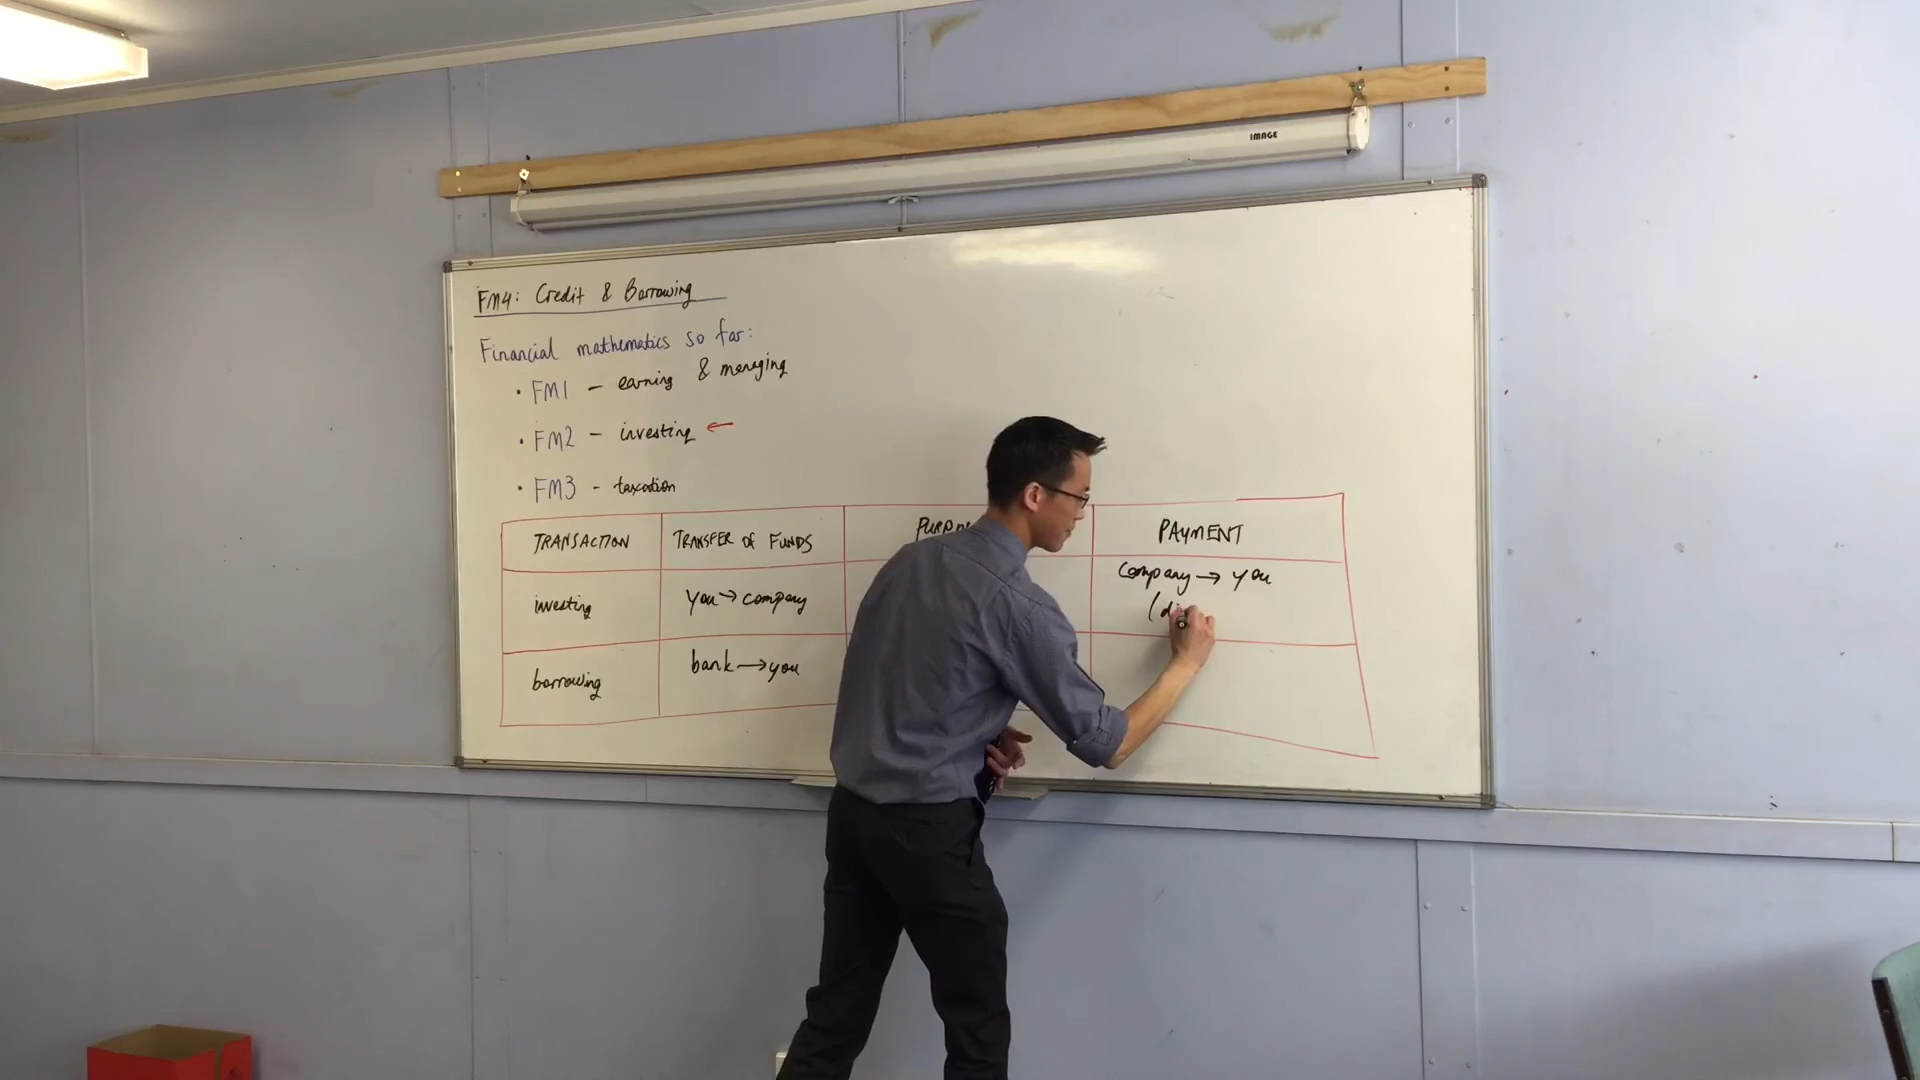 IMAGE
FM4: Credit & Borrowing
Financial mathematics so far:
• FM1 - earning & managing
• FM2 - investing ←
• FM3 - taxation
TRANSACTION
TRANSFER OF FUNDS
PAYMENT
investing
you → company
company → you
borrowing
bank → you